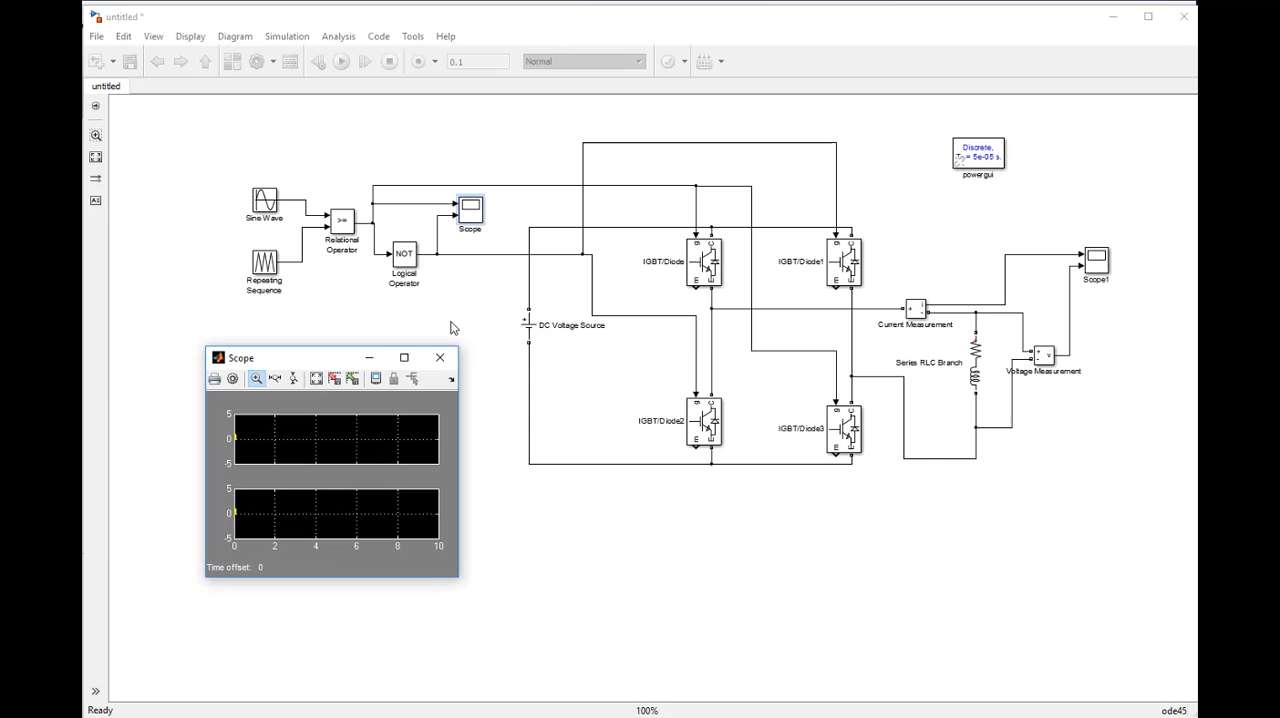 untitled *
File Edit View Display Diagram Simulation Analysis Code Tools Help
0.1 Normal
untitled
Discrete,
= 5e-05 s.
powergui
Sine Wave
>=
Relational
Operator
Scope
NOT
Logical
Operator
Repeating
Sequence
g C
IGBT/Diode
m E
g C
IGBT/Diode1
m E
Scope1
+ i
-
Current Measurement
+
DC Voltage Source
Series RLC Branch
+ v
-
Voltage Measurement
g C
IGBT/Diode2
m E
g C
IGBT/Diode3
m E
Scope
5
0
-5
5
0
-5
0 2 4 6 8 10
Time offset: 0
Ready 100% ode45